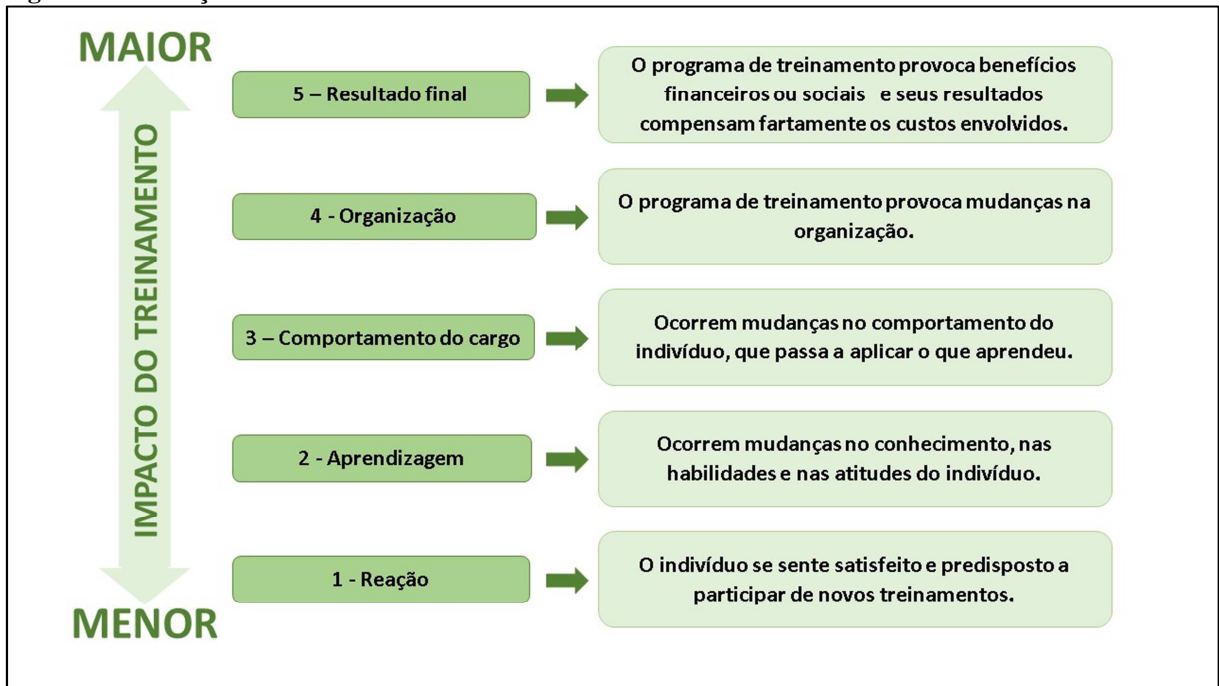 MAIOR
IMPACTO DO TREINAMENTO
MENOR
5 – Resultado final
O programa de treinamento provoca benefícios
financeiros ou sociais e seus resultados
compensam fartamente os custos envolvidos.
4 - Organização
O programa de treinamento provoca mudanças na
organização.
3 – Comportamento do cargo
Ocorrem mudanças no comportamento do
indivíduo, que passa a aplicar o que aprendeu.
2 - Aprendizagem
Ocorrem mudanças no conhecimento, nas
habilidades e nas atitudes do indivíduo.
1 - Reação
O indivíduo se sente satisfeito e predisposto a
participar de novos treinamentos.